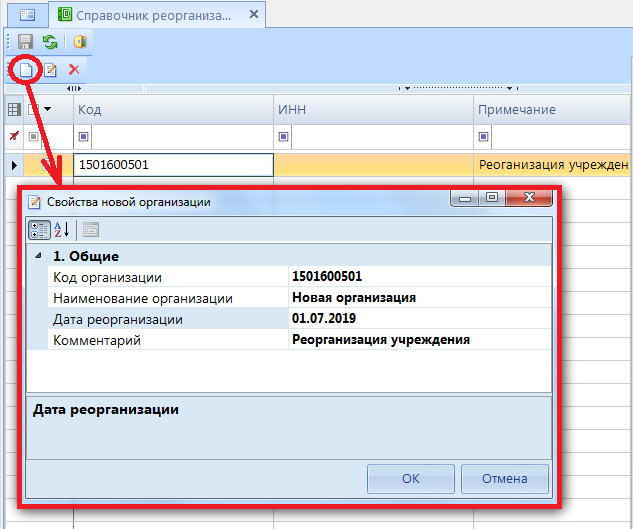 Справочник реорганиза...
Код ИНН Примечание
1501600501 Реоганизация учрежден
Свойства новой организации
A
Z
1. Общие
Код организации 1501600501
Наименование организации Новая организация
Дата реорганизации 01.07.2019
Комментарий Реорганизация учреждения
Дата реорганизации
ОК Отмена